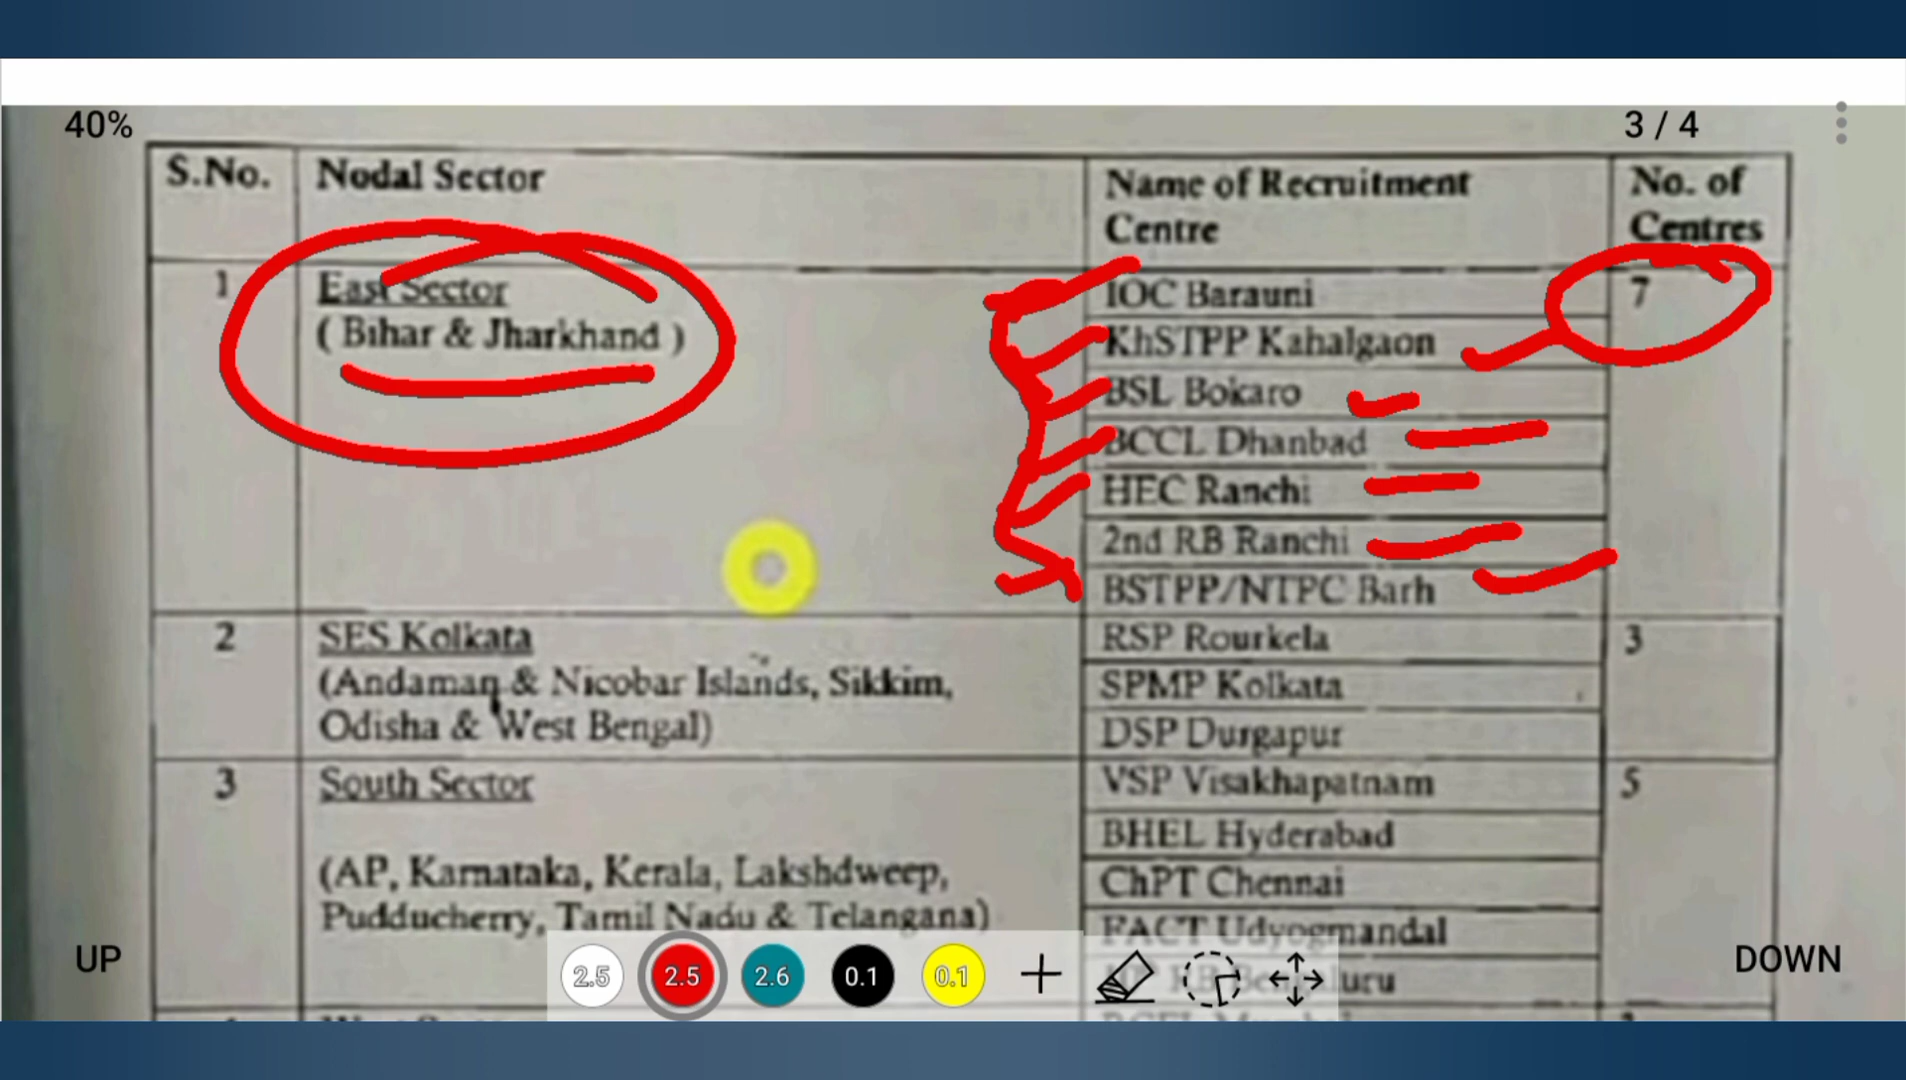 40%
3 / 4
S.No.
Nodal Sector
Name of Recruitment
Centre
No. of
Centres
1
East Sector
( Bihar & Jharkhand )
IOC Barauni
7
KhSTPP Kahalgaon
BSL Bokaro
BCCL Dhanbad
HEC Ranchi
2nd RB Ranchi
BSTPP/NTPC Barh
2
SES Kolkata
(Andaman & Nicobar Islands, Sikkim,
Odisha & West Bengal)
RSP Rourkela
3
SPMP Kolkata
DSP Durgapur
3
South Sector
(AP, Karnataka, Kerala, Lakshdweep,
Pudducherry, Tamil Nadu & Telangana)
VSP Visakhapatnam
5
BHEL Hyderabad
ChPT Chennai
FACT Udyogmandal
UP
DOWN
2.5
2.5
2.6
0.1
0.1